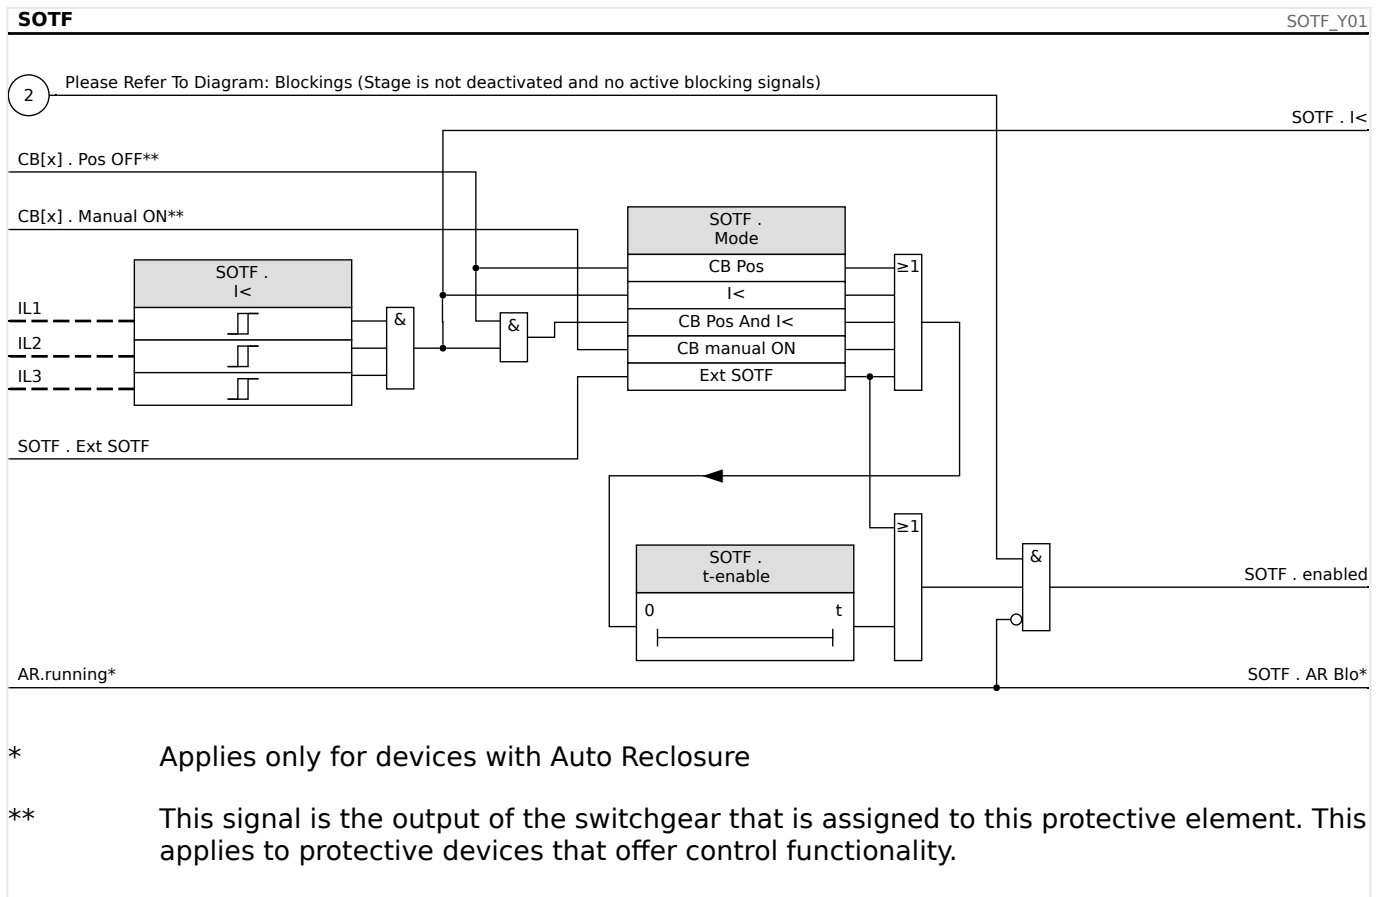 SOTF
SOTF_Y01
2
Please Refer To Diagram: Blockings (Stage is not deactivated and no active blocking signals)
SOTF . I<
CB[x] . Pos OFF**
CB[x] . Manual ON**
SOTF .
Mode
CB Pos
I<
CB Pos And I<
CB manual ON
Ext SOTF
≥1
SOTF .
I<
IL1
IL2
IL3
&
&
SOTF . Ext SOTF
SOTF .
t-enable
0
t
≥1
&
SOTF . enabled
AR.running*
SOTF . AR Blo*
* Applies only for devices with Auto Reclosure
** This signal is the output of the switchgear that is assigned to this protective element. This
applies to protective devices that offer control functionality.